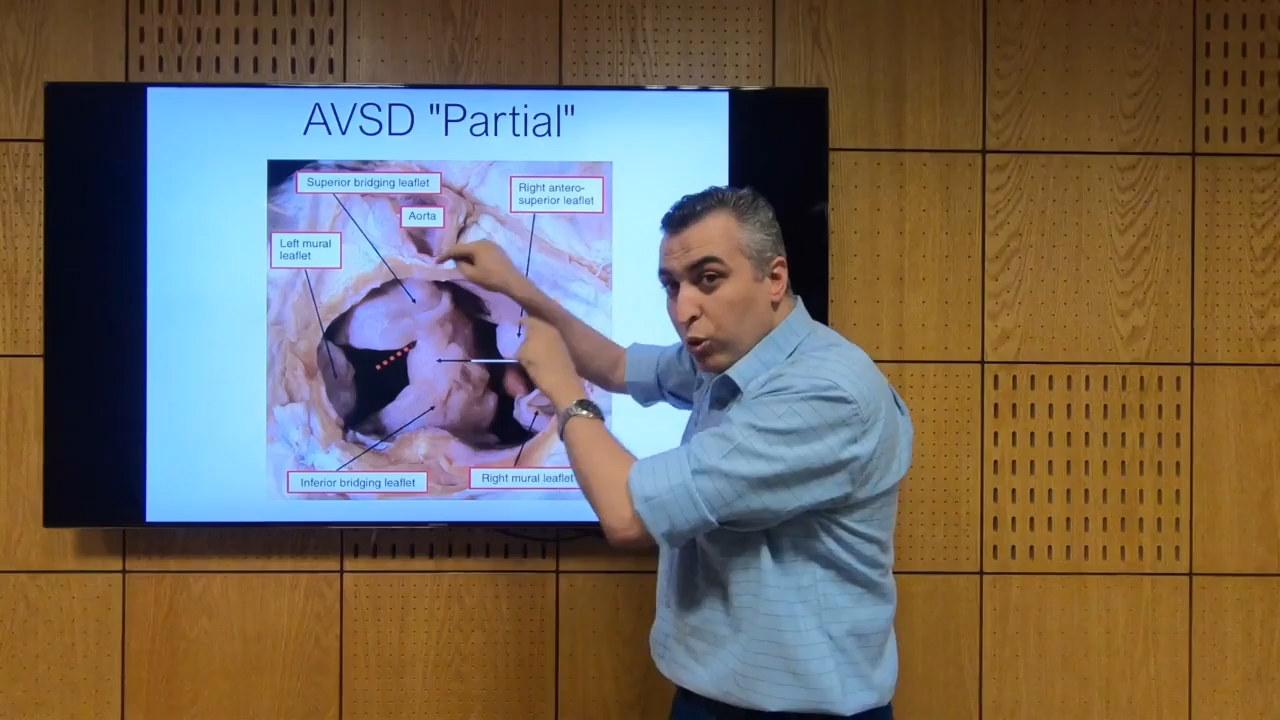 AVSD "Partial"
Superior bridging leaflet
Right antero-
superior leaflet
Aorta
Left mural
leaflet
Inferior bridging leaflet
Right mural leaflet